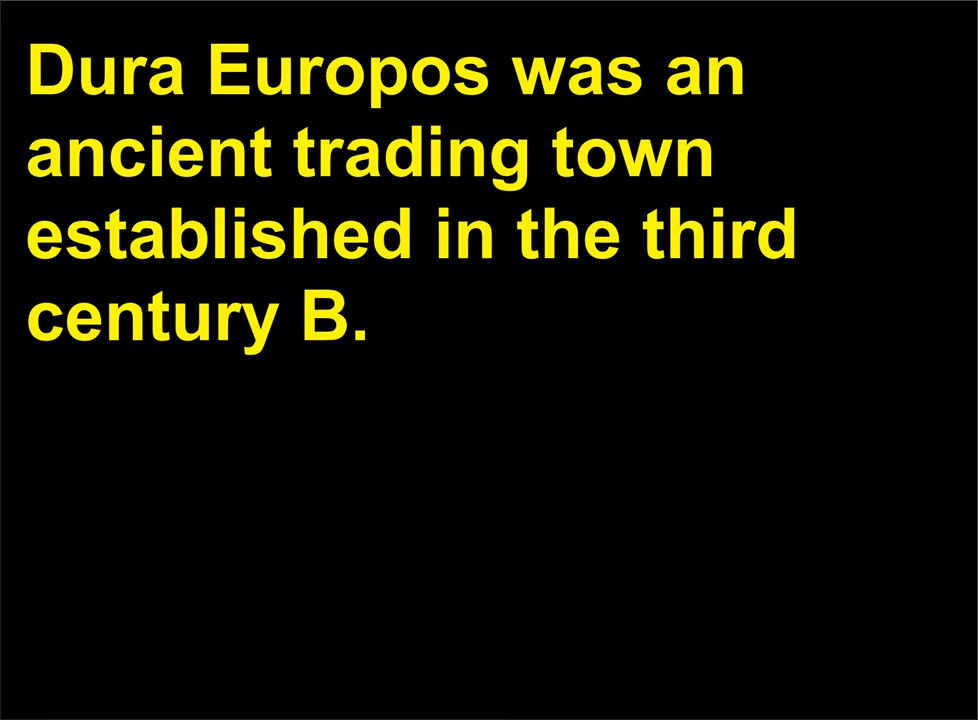 Dura Europos was an
ancient trading town
established in the third
century B.